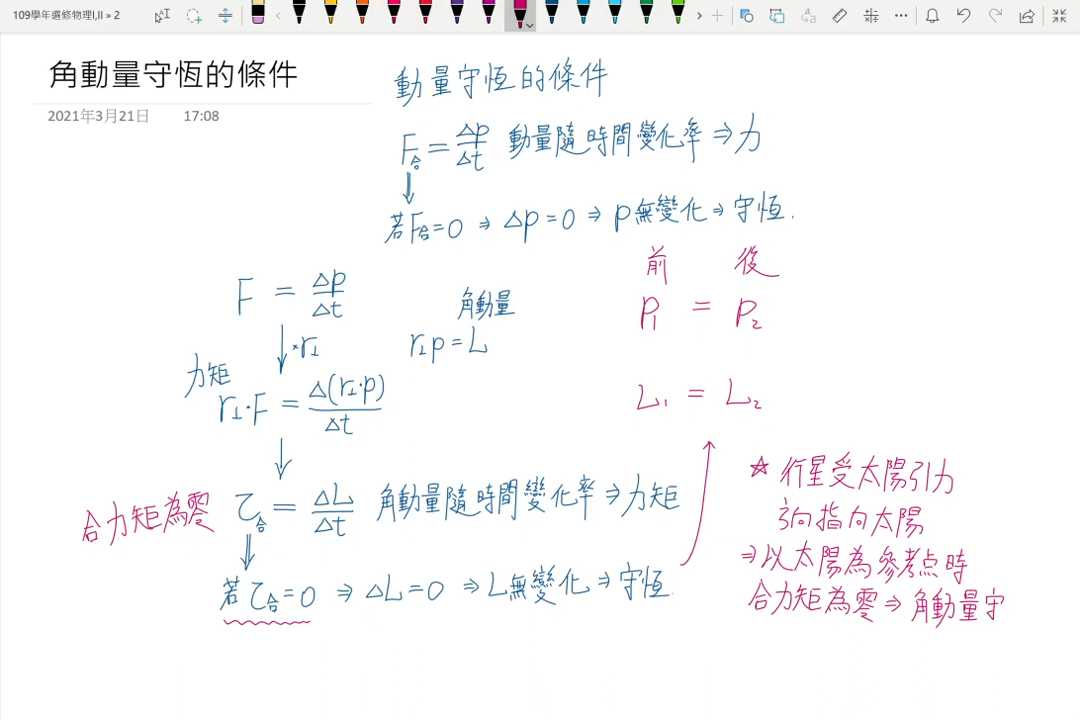 109學年選修物理I,II » 2
角動量守恆的條件
2021年3月21日 17:08
動量守恆的條件
F合 = Δp/Δt 動量隨時間變化率 ⇒ 力
若F合=0 ⇒ Δp=0 ⇒ p無變化 ⇒ 守恆.
前 後
P₁ = P₂
L₁ = L₂
F = Δp/Δt
*r⊥
角動量
r⊥p = L
力矩
r⊥·F = Δ(r⊥·p)/Δt
合力矩為零
τ合 = ΔL/Δt 角動量隨時間變化率 ⇒ 力矩
若τ合=0 ⇒ ΔL=0 ⇒ L無變化 ⇒ 守恆.
☆ 行星受太陽引力
引向指向太陽
⇒以太陽為參考点時
合力矩為零 ⇒ 角動量守